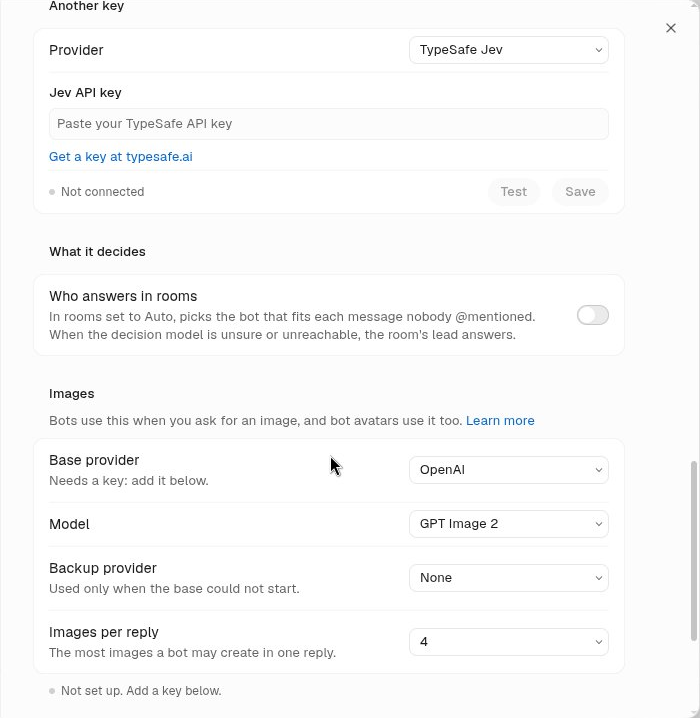 Another key
Provider
TypeSafe Jev
Jev API key
Paste your TypeSafe API key
Get a key at typesafe.ai
Not connected
Test
Save
What it decides
Who answers in rooms
In rooms set to Auto, picks the bot that fits each message nobody @mentioned.
When the decision model is unsure or unreachable, the room's lead answers.
Images
Bots use this when you ask for an image, and bot avatars use it too. Learn more
Base provider
Needs a key: add it below.
OpenAI
Model
GPT Image 2
Backup provider
Used only when the base could not start.
None
Images per reply
The most images a bot may create in one reply.
4
Not set up. Add a key below.